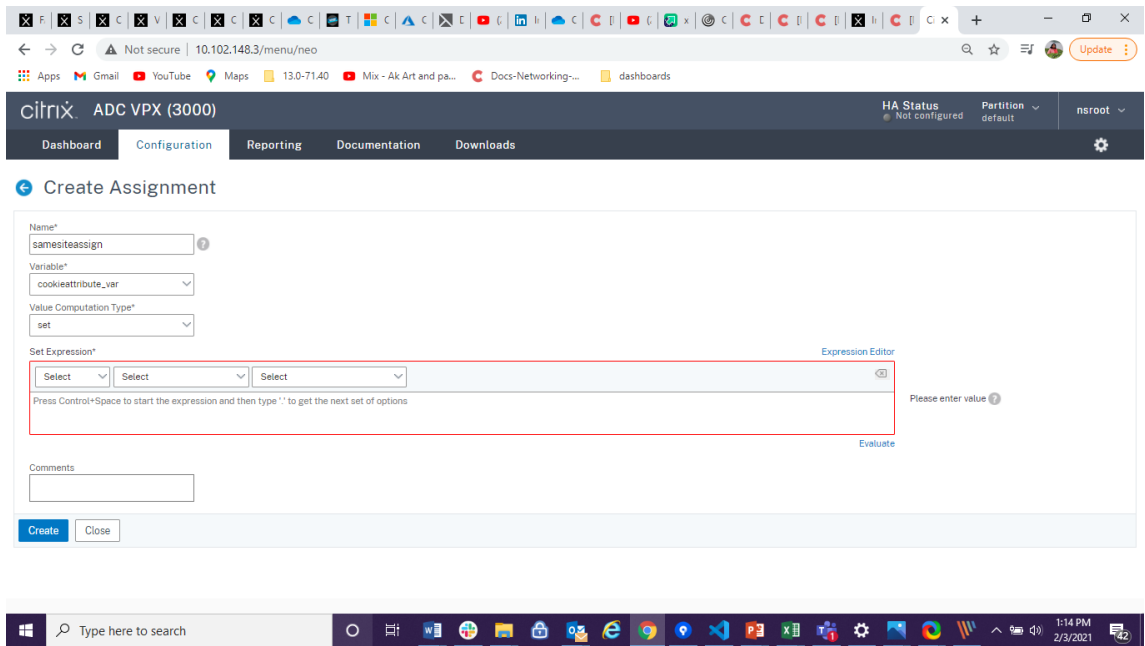 Not secure | 10.102.148.3/menu/neo
Update
Apps Gmail YouTube Maps 13.0-71.40 Mix - Ak Art and pa... Docs-Networking-... dashboards
citrix. ADC VPX (3000)
HA Status
Not configured
Partition
default
nsroot
Dashboard Configuration Reporting Documentation Downloads
Create Assignment
Name*
samesiteassign
Variable*
cookieattribute_var
Value Computation Type*
set
Set Expression*
Expression Editor
Select Select Select
Press Control+Space to start the expression and then type '.' to get the next set of options
Please enter value
Evaluate
Comments
Create Close
Type here to search
1:14 PM
2/3/2021
42